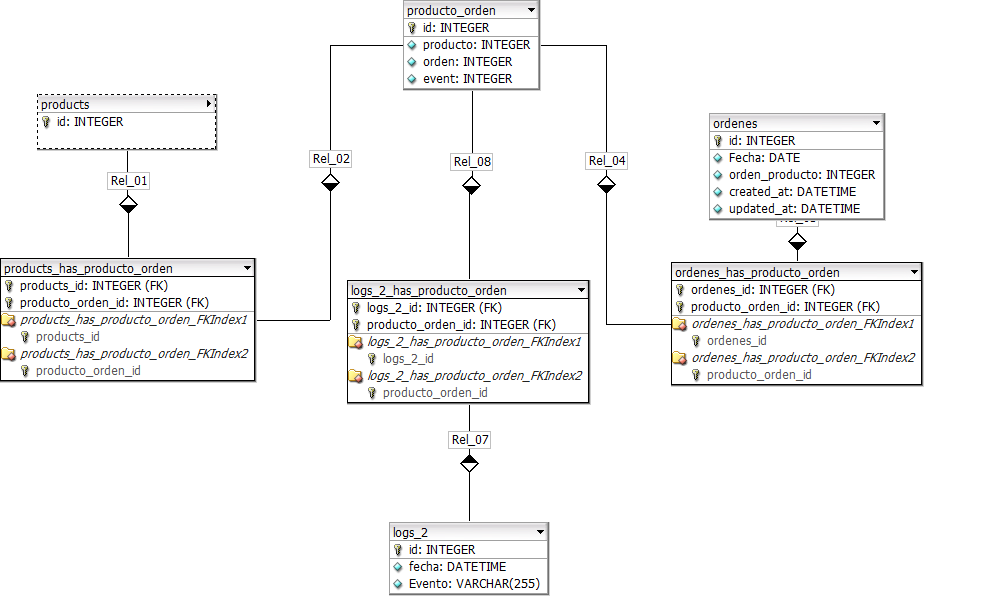 producto_orden
id: INTEGER
producto: INTEGER
orden: INTEGER
event: INTEGER
products
id: INTEGER
Rel_01
Rel_02
Rel_08
Rel_04
ordenes
id: INTEGER
Fecha: DATE
orden_producto: INTEGER
created_at: DATETIME
updated_at: DATETIME
products_has_producto_orden
products_id: INTEGER (FK)
producto_orden_id: INTEGER (FK)
products_has_producto_orden_FKIndex1
products_id
products_has_producto_orden_FKIndex2
producto_orden_id
logs_2_has_producto_orden
logs_2_id: INTEGER (FK)
producto_orden_id: INTEGER (FK)
logs_2_has_producto_orden_FKIndex1
logs_2_id
logs_2_has_producto_orden_FKIndex2
producto_orden_id
ordenes_has_producto_orden
ordenes_id: INTEGER (FK)
producto_orden_id: INTEGER (FK)
ordenes_has_producto_orden_FKIndex1
ordenes_id
ordenes_has_producto_orden_FKIndex2
producto_orden_id
Rel_07
logs_2
id: INTEGER
fecha: DATETIME
Evento: VARCHAR(255)